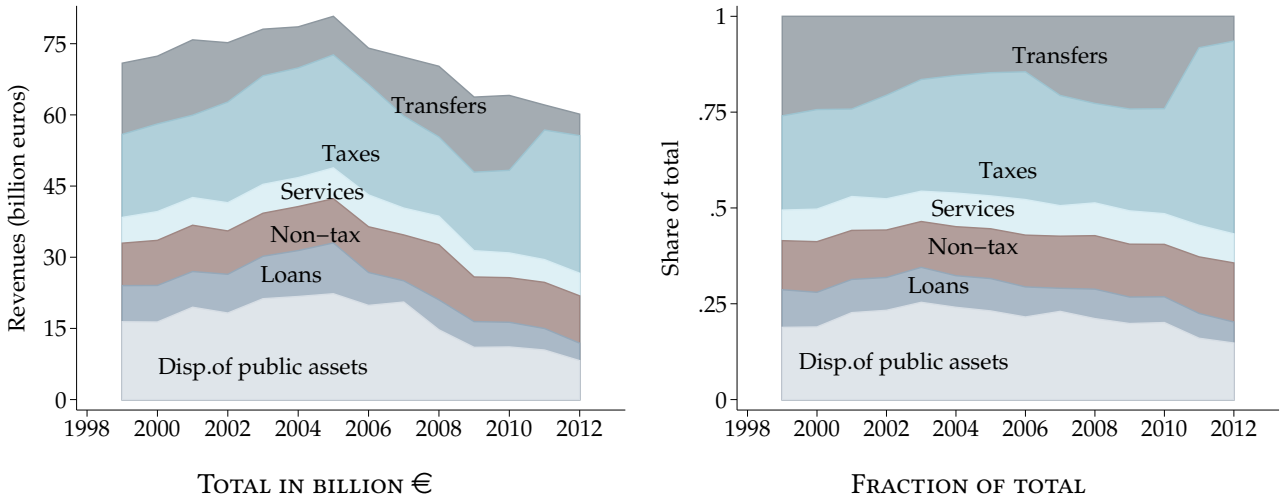 Revenues (billion euros)
75
60
45
30
15
0
Transfers
Taxes
Services
Non−tax
Loans
Disp.of public assets
1998 2000 2002 2004 2006 2008 2010 2012
TOTAL IN BILLION €
Share of total
1
.75
.5
.25
0
Transfers
Taxes
Services
Non−tax
Loans
Disp.of public assets
1998 2000 2002 2004 2006 2008 2010 2012
FRACTION OF TOTAL